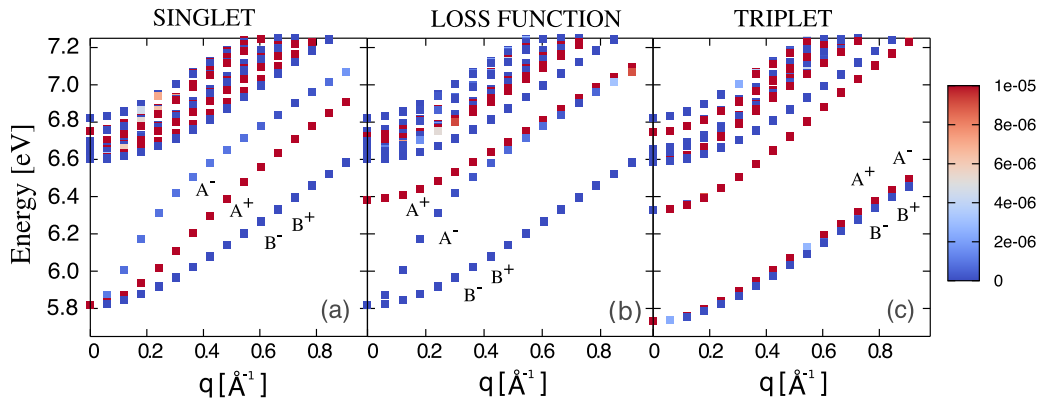 SINGLET LOSS FUNCTION TRIPLET
Energy [eV]
7.2
7.0
6.8
6.6
6.4
6.2
6.0
5.8
A⁻
A⁺
B⁻ B⁺
(a)
A⁺
A⁻
B⁻ B⁺
(b)
A⁻
A⁺
B⁺
B⁻
(c)
0 0.2 0.4 0.6 0.8 0 0.2 0.4 0.6 0.8 0 0.2 0.4 0.6 0.8
q [Å⁻¹] q [Å⁻¹] q [Å⁻¹]
1e-05
8e-06
6e-06
4e-06
2e-06
0